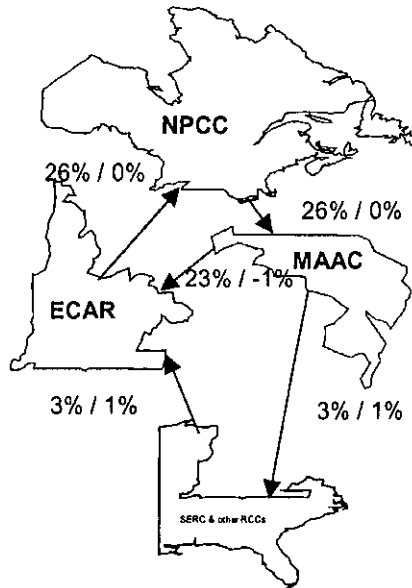 NPCC
26% / 0%
26% / 0%
MAAC
23% / -1%
ECAR
3% / 1%
3% / 1%
SERC & other RCCs